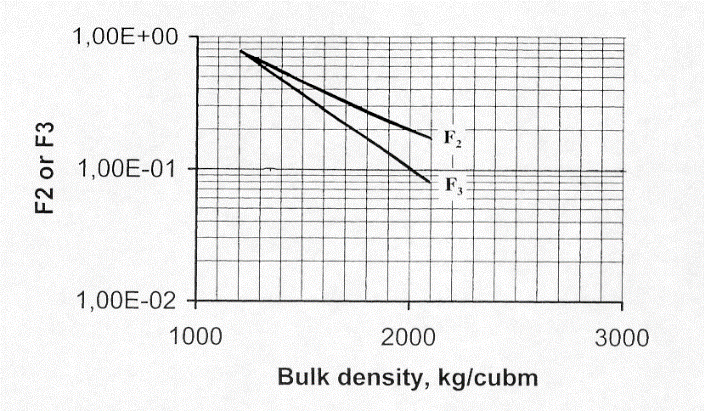 1,00E+00
F2 or F3
F₂
1,00E-01
F₃
1,00E-02
1000 2000 3000
Bulk density, kg/cubm